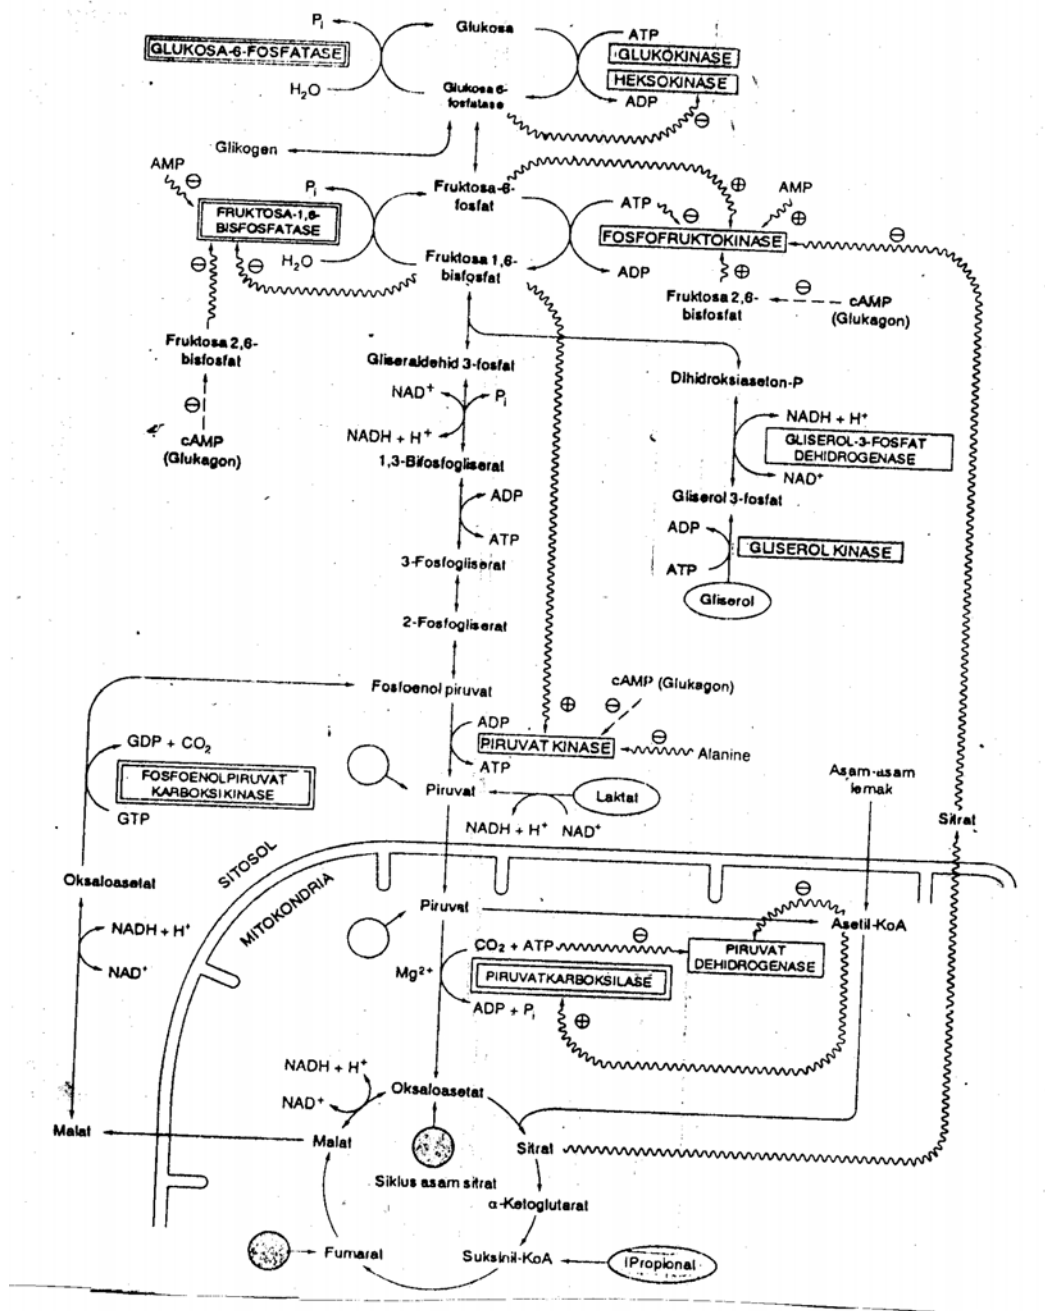 Pi
Glukosa
ATP
GLUKOSA-6-FOSFATASE
GLUKOKINASE
HEKSOKINASE
H2O
Glukosa 6-
fosfatase
ADP
⊖
Glikogen
AMP
⊖
Pi
Fruktosa-6-
fosfat
⊕
AMP
ATP
⊖
⊕
FRUKTOSA-1,6-
BISFOSFATASE
FOSFOFRUKTOKINASE
⊖
⊖
⊖
H2O
Fruktosa 1,6-
bisfosfat
ADP
⊕
⊖
Fruktosa 2,6-
bisfosfat
cAMP
(Glukagon)
Fruktosa 2,6-
bisfosfat
Gliseraldehid 3-fosfat
Dihidroksiaseton-P
NAD+
Pi
⊖
NADH + H+
cAMP
(Glukagon)
NADH + H+
GLISEROL-3-FOSFAT
DEHIDROGENASE
1,3-Bifosfogliserat
NAD+
ADP
Gliserol 3-fosfat
ATP
ADP
GLISEROL KINASE
3-Fosfogliserat
ATP
Gliserol
2-Fosfogliserat
Fosfoenol piruvat
cAMP (Glukagon)
⊕
⊖
ADP
PIRUVAT KINASE
⊖
Alanine
GDP + CO2
ATP
FOSFOENOLPIRUVAT
KARBOKSIKINASE
Piruvat
Laktat
Asam-asam
lemak
GTP
NADH + H+
NAD+
Sitrat
SITOSOL
Oksaloasetat
MITOKONDRIA
Piruvat
⊖
Asetil-KoA
NADH + H+
CO2 + ATP
⊖
PIRUVAT
DEHIDROGENASE
NAD+
Mg2+
PIRUVATKARBOKSILASE
ADP + Pi
⊕
NADH + H+
Oksaloasetat
NAD+
Malat
Malat
Sitrat
Siklus asam sitrat
α-Ketoglutarat
Fumarat
Suksinil-KoA
IPropional